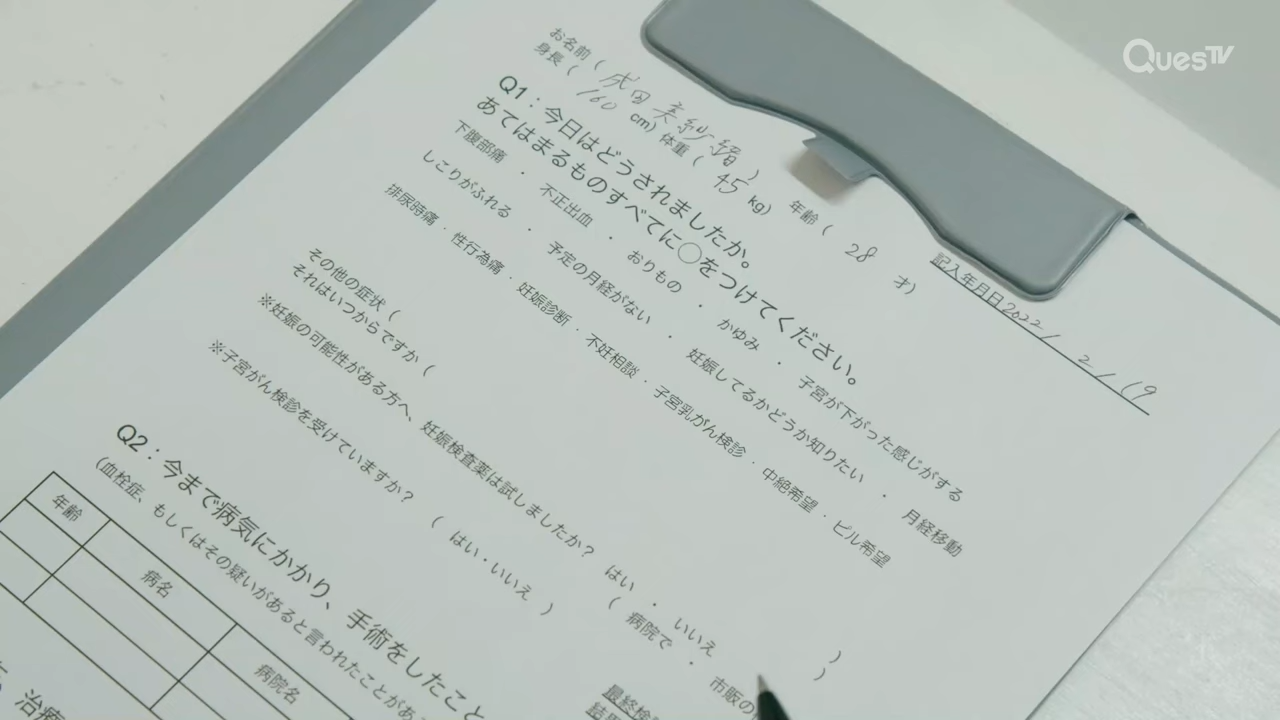 QuesTV
お名前 ( 成田 美紗緒 )
身長 ( 160 cm) 体重 ( 45 kg) 年齢 ( 28 才)
記入年月日2022/ 2/19
Q1：今日はどうされましたか。
あてはまるものすべてに○をつけてください。
下腹部痛 ・ 不正出血 ・ おりもの ・ かゆみ ・ 子宮が下がった感じがする
しこりがふれる ・ 予定の月経がない ・ 妊娠してるかどうか知りたい ・ 月経移動
排尿時痛 ・ 性行為痛 ・ 妊娠診断 ・ 不妊相談 ・ 子宮乳がん検診 ・ 中絶希望 ・ ピル希望
その他の症状 ( )
それはいつからですか ( )
※妊娠の可能性がある方へ、妊娠検査薬は試しましたか？ はい ・ いいえ
( 病院で ・ 市販の
※子宮がん検診を受けていますか？ ( はい・いいえ )
最終検
結果
Q2：今まで病気にかかり、手術をしたこと
(血栓症、もしくはその疑いがあると言われたことがあ
年齢
病名
病院名
治療